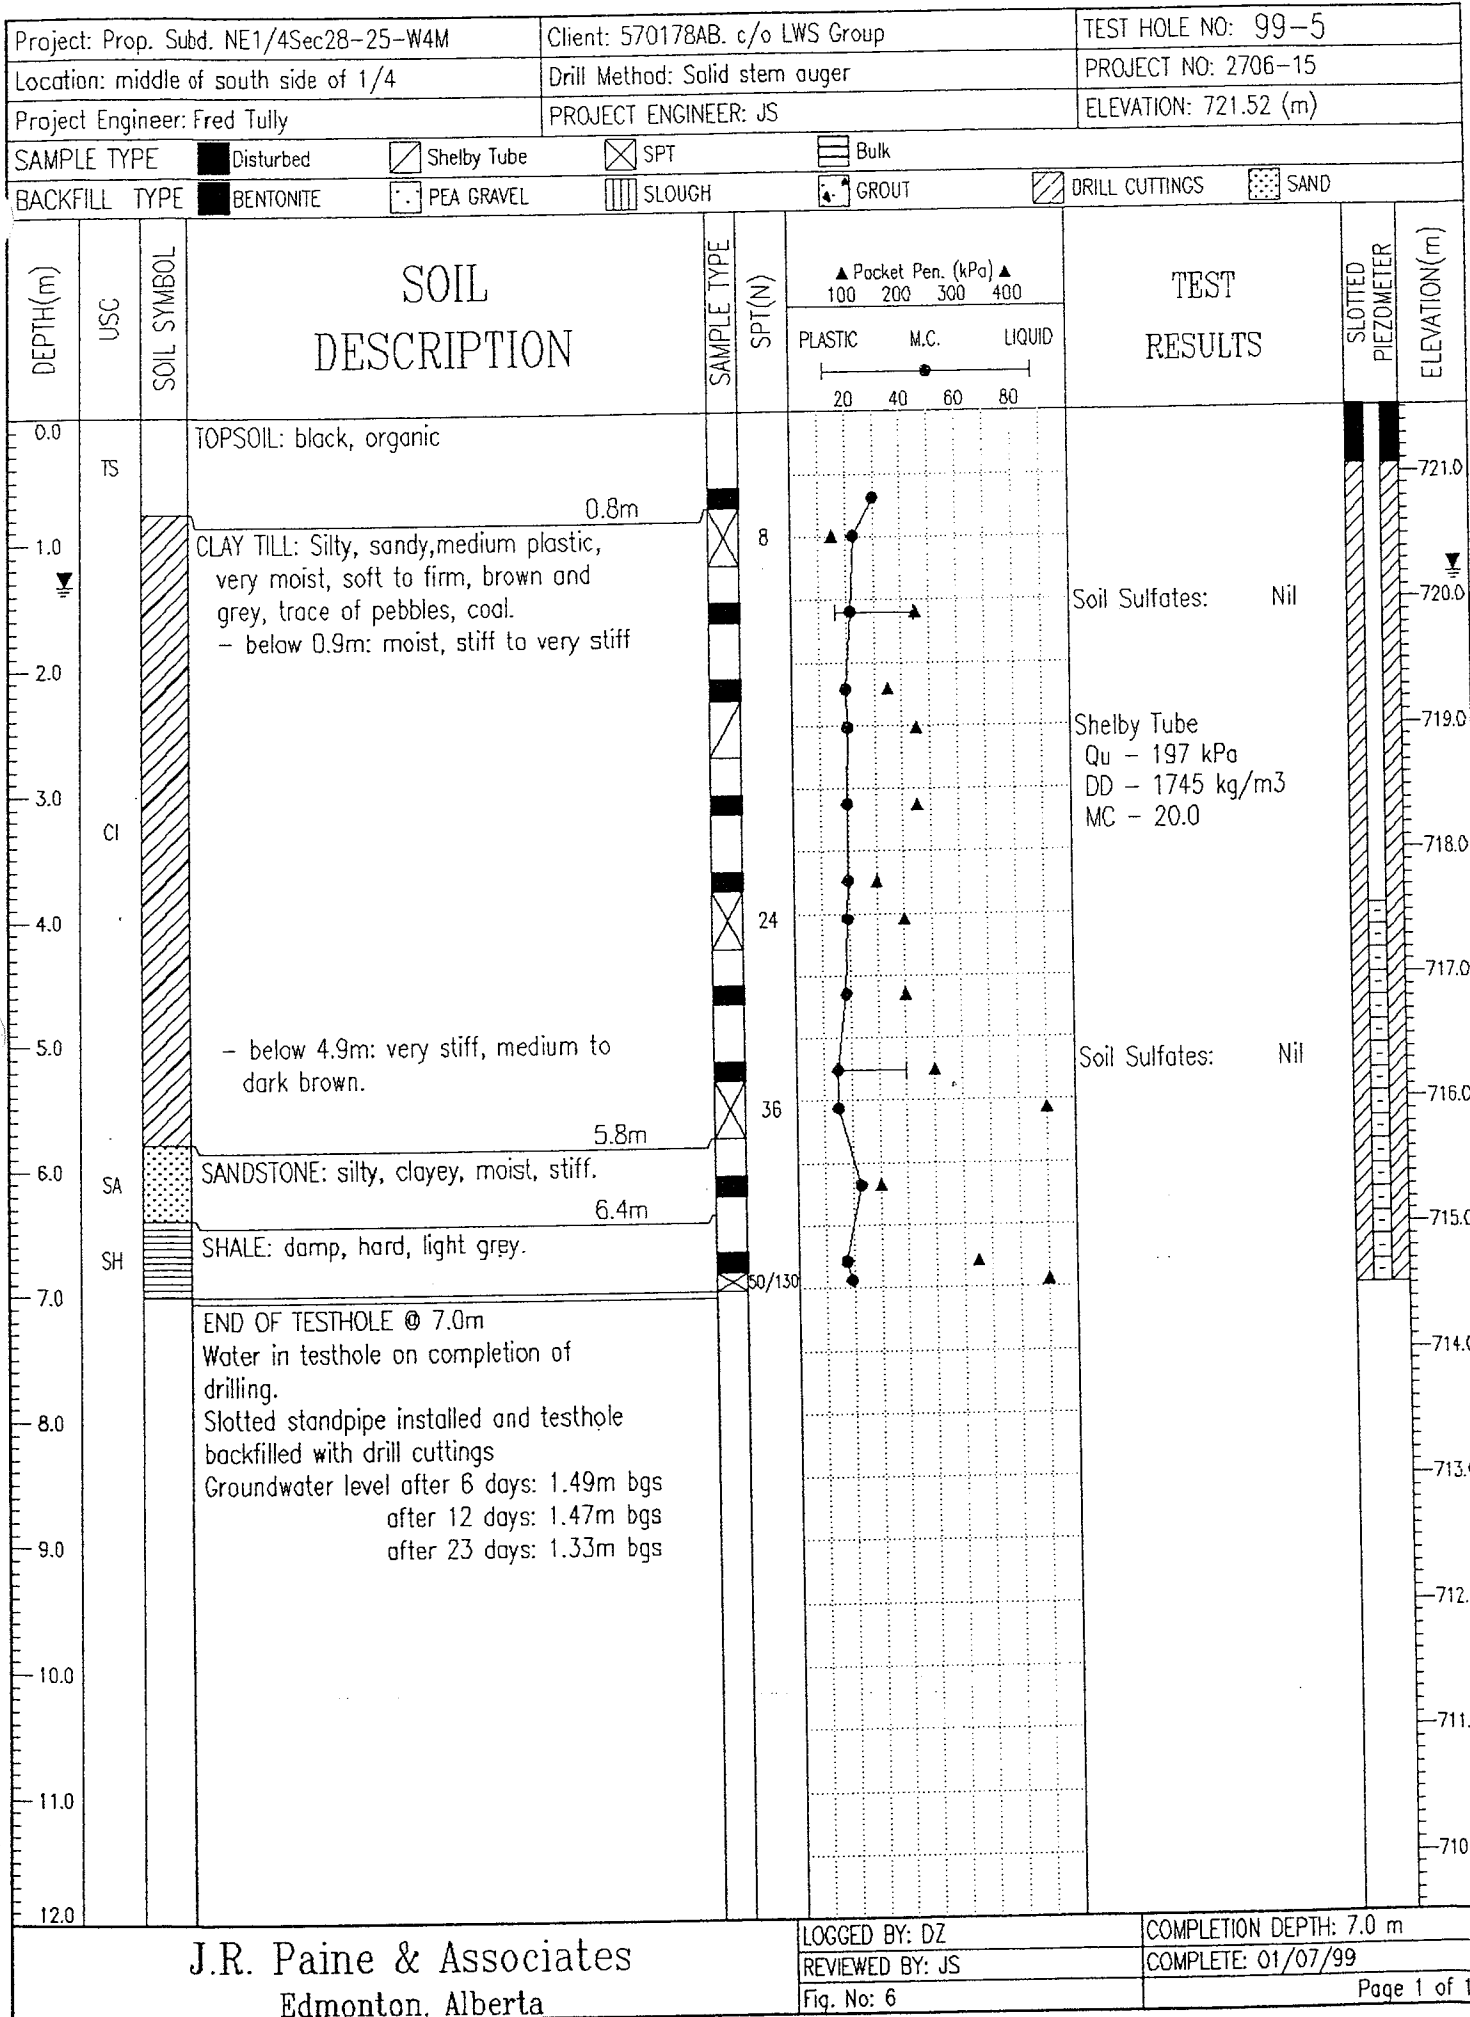 Project: Prop. Subd. NE1/4Sec28-25-W4M
Client: 570178AB. c/o LWS Group
TEST HOLE NO: 99-5
Location: middle of south side of 1/4
Drill Method: Solid stem auger
PROJECT NO: 2706-15
Project Engineer: Fred Tully
PROJECT ENGINEER: JS
ELEVATION: 721.52 (m)
SAMPLE TYPE
Disturbed
Shelby Tube
SPT
Bulk
BACKFILL TYPE
BENTONITE
PEA GRAVEL
SLOUGH
GROUT
DRILL CUTTINGS
SAND
DEPTH(m)
USC
SOIL SYMBOL
SOIL
DESCRIPTION
SAMPLE TYPE
SPT(N)
▲ Pocket Pen. (kPa) ▲
100 200 300 400
PLASTIC M.C. LIQUID
20 40 60 80
TEST
RESULTS
SLOTTED
PIEZOMETER
ELEVATION(m)
0.0
TOPSOIL: black, organic
TS
721.0
0.8m
1.0
CLAY TILL: Silty, sandy,medium plastic,
very moist, soft to firm, brown and
grey, trace of pebbles, coal.
- below 0.9m: moist, stiff to very stiff
8
Soil Sulfates: Nil
720.0
2.0
Shelby Tube
Qu - 197 kPa
DD - 1745 kg/m3
MC - 20.0
719.0
3.0
CI
718.0
4.0
24
717.0
5.0
- below 4.9m: very stiff, medium to
dark brown.
Soil Sulfates: Nil
36
716.0
5.8m
6.0
SA
SANDSTONE: silty, clayey, moist, stiff.
6.4m
715.0
SH
SHALE: damp, hard, light grey.
50/130
7.0
END OF TESTHOLE @ 7.0m
Water in testhole on completion of
drilling.
714.0
8.0
Slotted standpipe installed and testhole
backfilled with drill cuttings
Groundwater level after 6 days: 1.49m bgs
after 12 days: 1.47m bgs
after 23 days: 1.33m bgs
713.
9.0
712.
10.0
711.
11.0
710
12.0
J.R. Paine & Associates
Edmonton, Alberta
LOGGED BY: DZ
COMPLETION DEPTH: 7.0 m
REVIEWED BY: JS
COMPLETE: 01/07/99
Fig. No: 6
Page 1 of 1